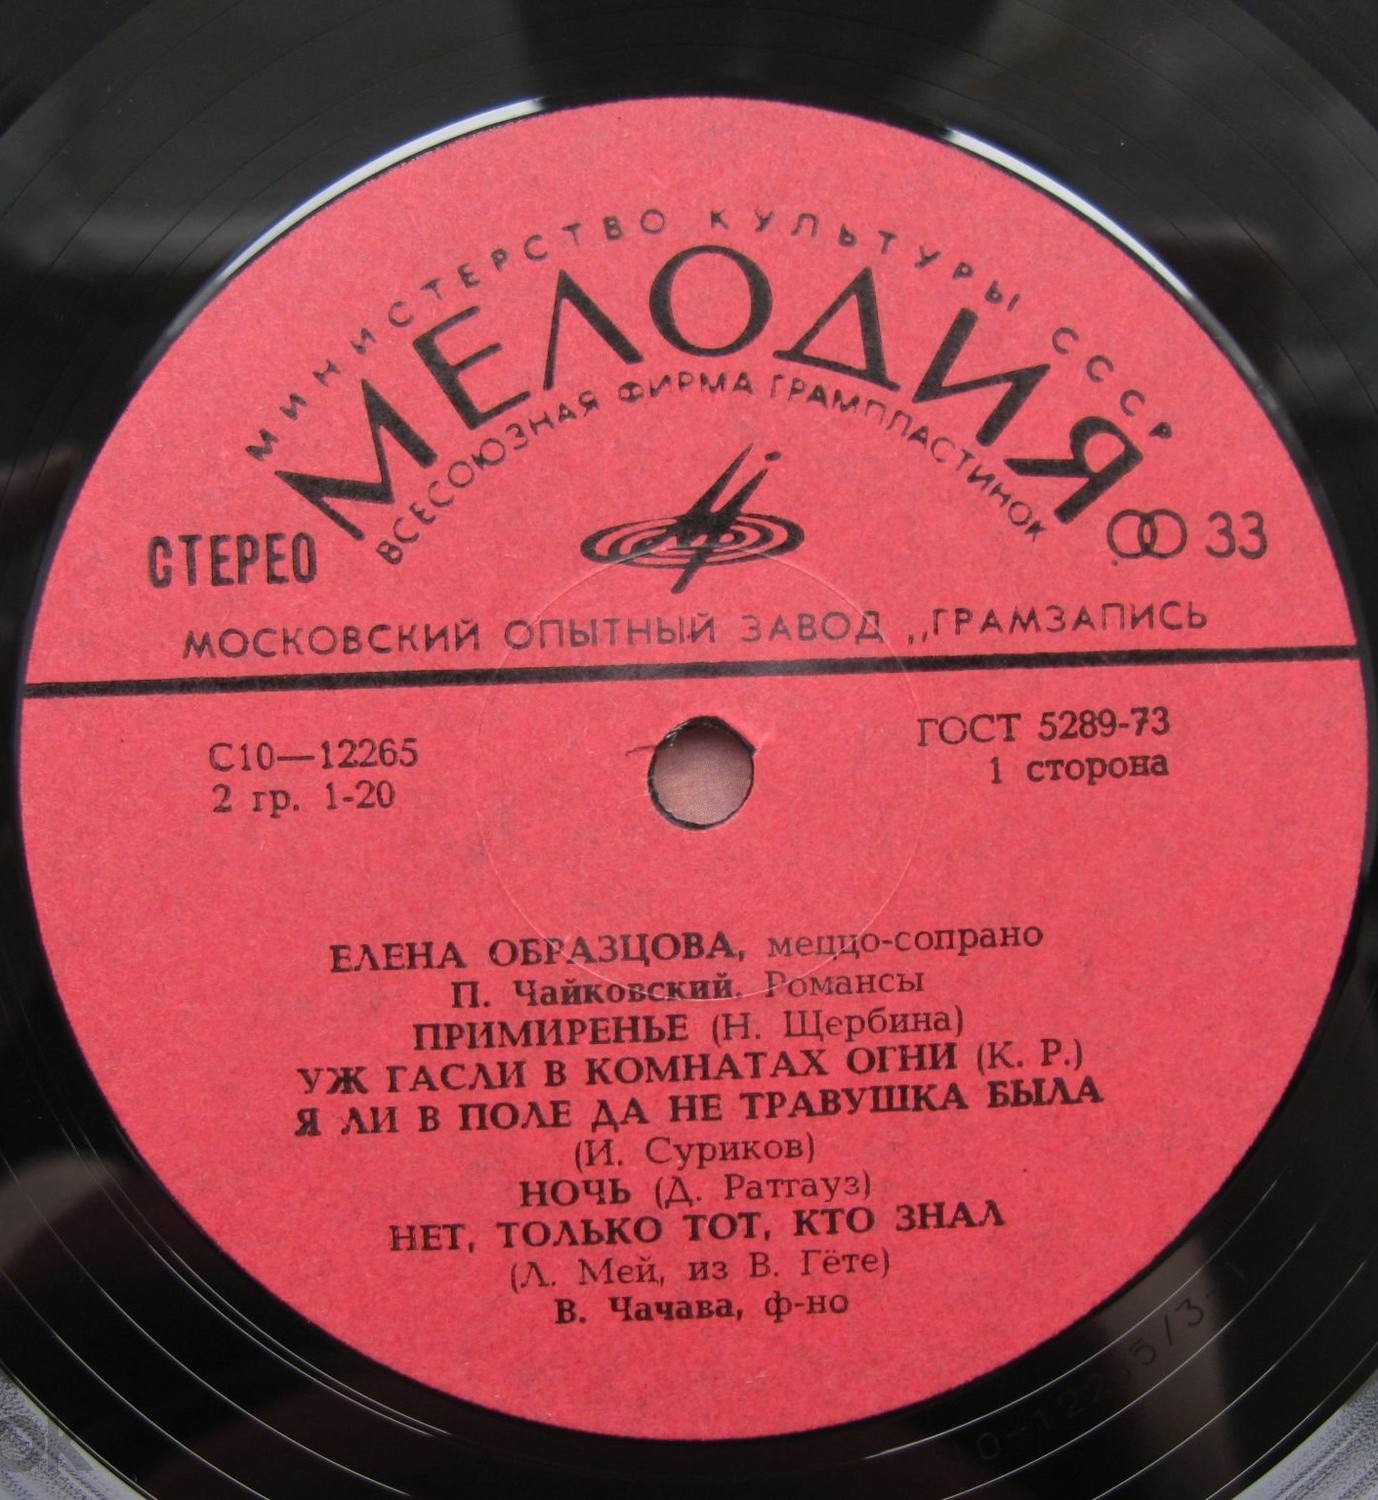 МИНИСТЕРСТВО КУЛЬТУРЫ СССР
МЕЛОДИЯ
ВСЕСОЮЗНАЯ ФИРМА ГРАМПЛАСТИНОК
СТЕРЕО
33
МОСКОВСКИЙ ОПЫТНЫЙ ЗАВОД „ГРАМЗАПИСЬ
С10—12265
2 гр. 1-20
ГОСТ 5289-73
1 сторона
ЕЛЕНА ОБРАЗЦОВА, меццо-сопрано
П. Чайковский. Романсы
ПРИМИРЕНЬЕ (Н. Щербина)
УЖ ГАСЛИ В КОМНАТАХ ОГНИ (К. Р.)
Я ЛИ В ПОЛЕ ДА НЕ ТРАВУШКА БЫЛА
(И. Суриков)
НОЧЬ (Д. Ратгауз)
НЕТ, ТОЛЬКО ТОТ, КТО ЗНАЛ
(Л. Мей, из В. Гёте)
В. Чачава, ф-но